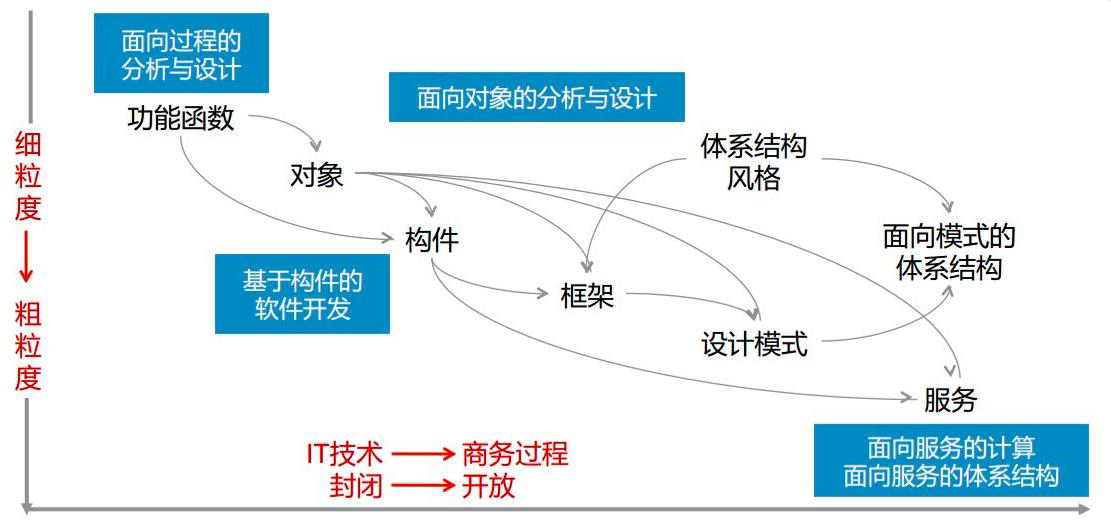 面向过程的
分析与设计
面向对象的分析与设计
功能函数
细
粒
度
对象
体系结构
风格
构件
面向模式的
体系结构
基于构件的
软件开发
框架
粗
粒
度
设计模式
服务
IT技术
商务过程
封闭
开放
面向服务的计算
面向服务的体系结构